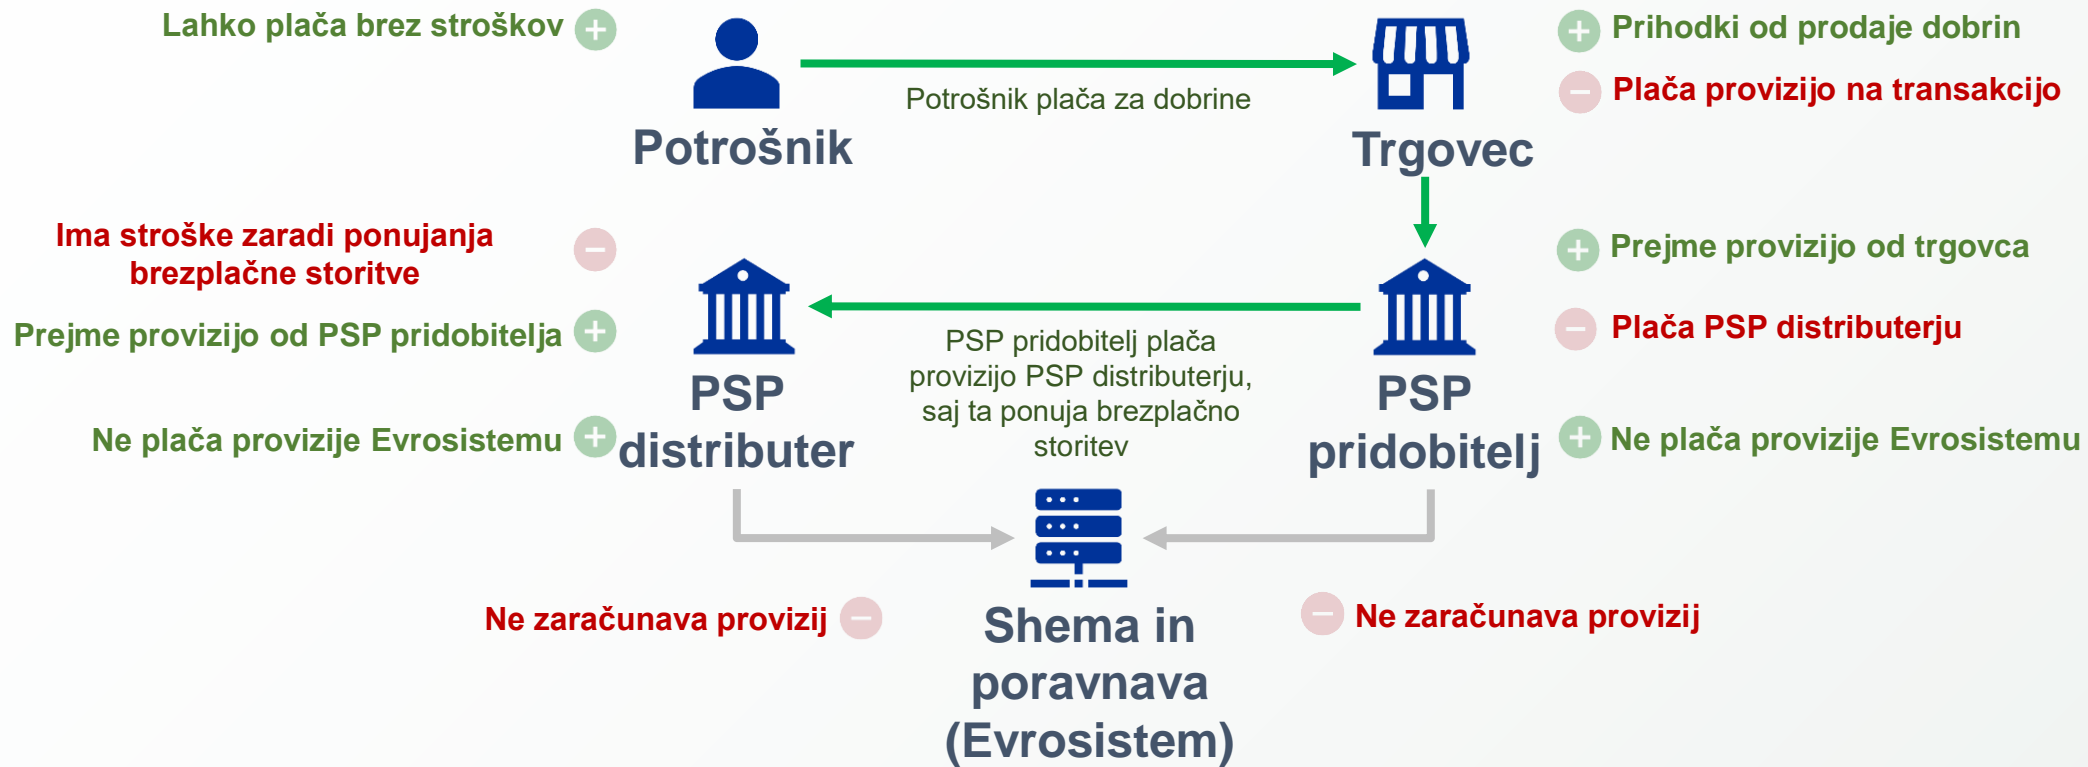 Lahko plača brez stroškov
Potrošnik plača za dobrine
Potrošnik
Trgovec
Prihodki od prodaje dobrin
Plača provizijo na transakcijo
Ima stroške zaradi ponujanja
brezplačne storitve
Prejme provizijo od PSP pridobitelja
Ne plača provizije Evrosistemu
PSP
distributer
PSP pridobitelj plača
provizijo PSP distributerju,
saj ta ponuja brezplačno
storitev
PSP
pridobitelj
Prejme provizijo od trgovca
Plača PSP distributerju
Ne plača provizije Evrosistemu
Ne zaračunava provizij
Shema in
poravnava
(Evrosistem)
Ne zaračunava provizij